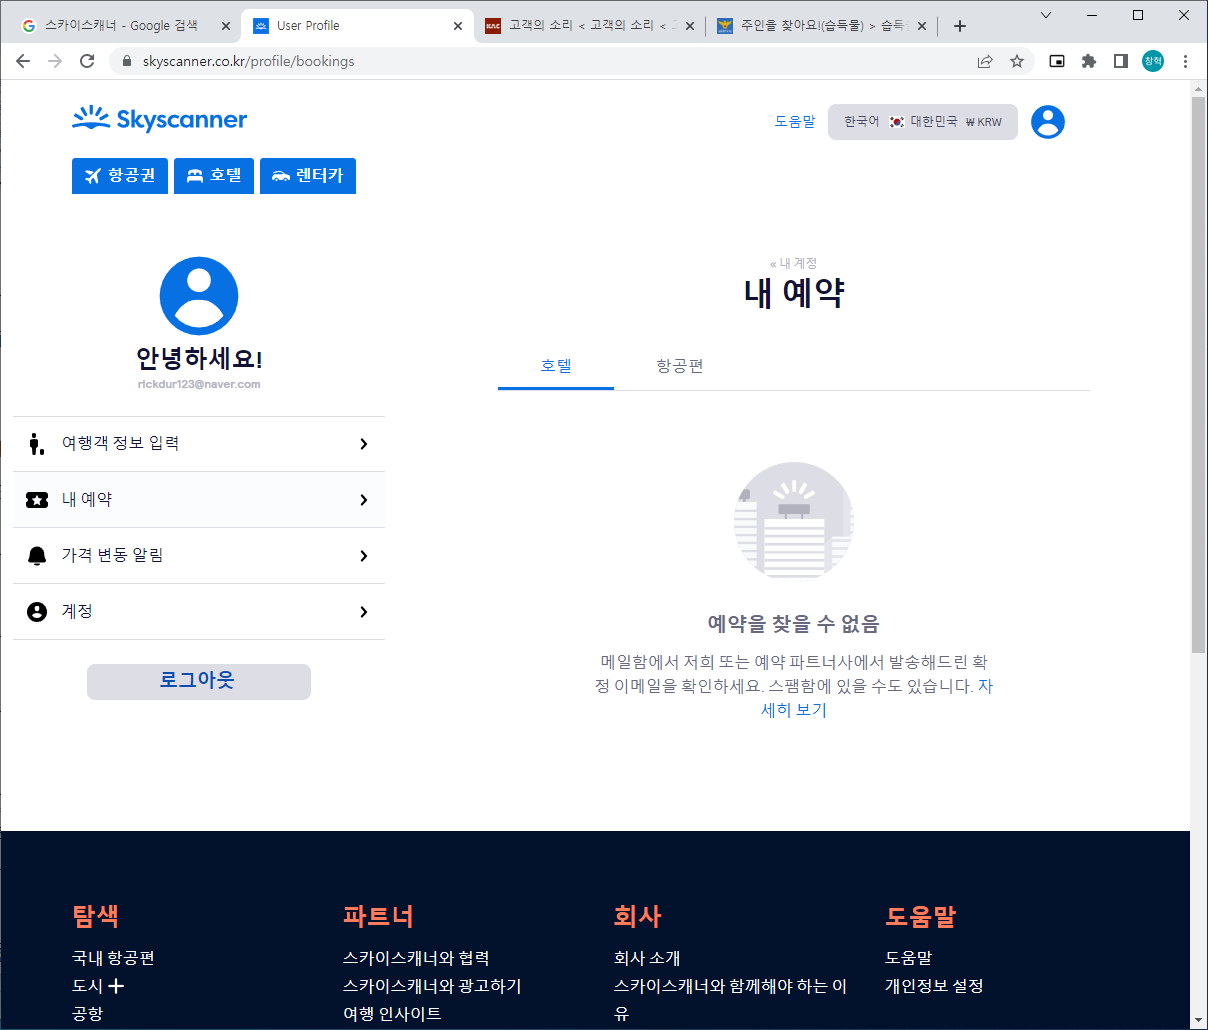 스카이스캐너 - Google 검색
User Profile
고객의 소리 < 고객의 소리 <
주인을 찾아요!(습득물) > 습득
skyscanner.co.kr/profile/bookings
창혁
Skyscanner
도움말
한국어 대한민국 ₩ KRW
항공권
호텔
렌터카
안녕하세요!
rickdur123@naver.com
여행객 정보 입력
내 예약
가격 변동 알림
계정
로그아웃
« 내 계정
내 예약
호텔
항공편
예약을 찾을 수 없음
메일함에서 저희 또는 예약 파트너사에서 발송해드린 확
정 이메일을 확인하세요. 스팸함에 있을 수도 있습니다. 자
세히 보기
탐색
국내 항공편
도시
공항
파트너
스카이스캐너와 협력
스카이스캐너와 광고하기
여행 인사이트
회사
회사 소개
스카이스캐너와 함께해야 하는 이
유
도움말
도움말
개인정보 설정